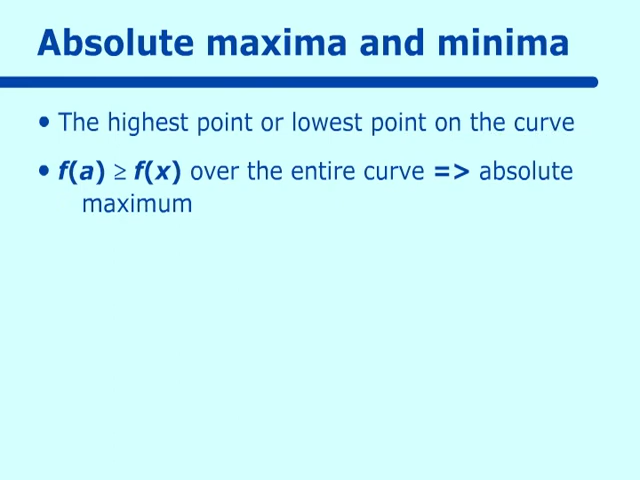 Absolute maxima and minima
• The highest point or lowest point on the curve
• f(a) ≥ f(x) over the entire curve => absolute
maximum